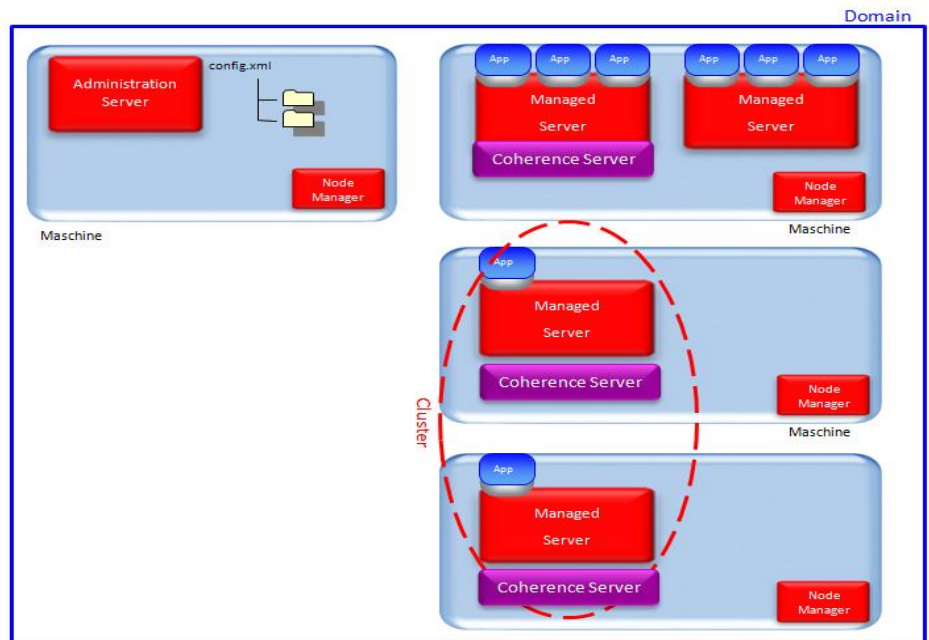 Domain
Administration
Server
config.xml
Node
Manager
Maschine
App
App
App
Managed
Server
Coherence Server
App
App
App
Managed
Server
Node
Manager
Maschine
App
Managed
Server
Coherence Server
Node
Manager
Maschine
Cluster
App
Managed
Server
Coherence Server
Node
Manager